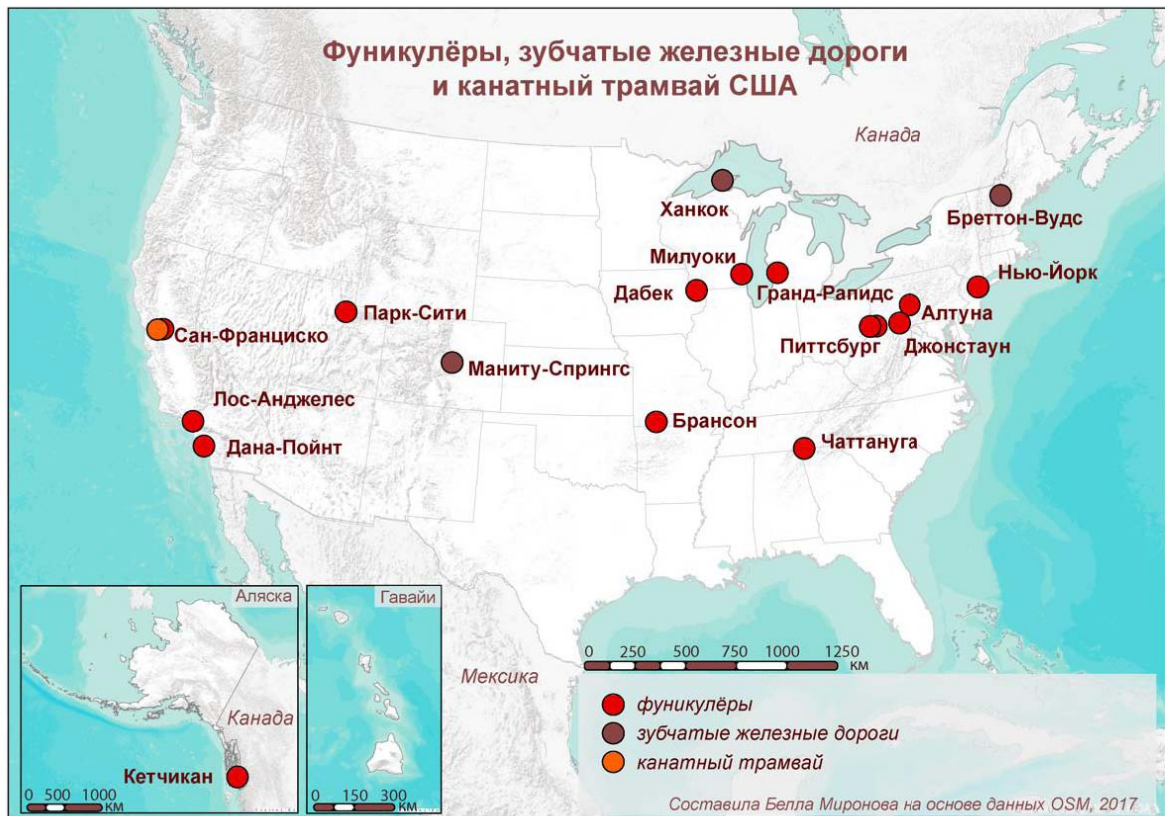 Фуникулёры, зубчатые железные дороги
и канатный трамвай США
Канада
Ханкок
Бреттон-Вудс
Милуоки
Нью-Йорк
Дабек
Гранд-Рапидс
Алтуна
Парк-Сити
Сан-Франциско
Питтсбург
Джонстаун
Маниту-Спрингс
Лос-Анджелес
Брансон
Дана-Пойнт
Чаттануга
Аляска
Гавайи
Мексика
0 250 500 750 1000 1250
км
фуникулёры
зубчатые железные дороги
канатный трамвай
Канада
Кетчикан
0 500 1000
км
0 150 300
км
Составила Белла Миронова на основе данных OSM, 2017